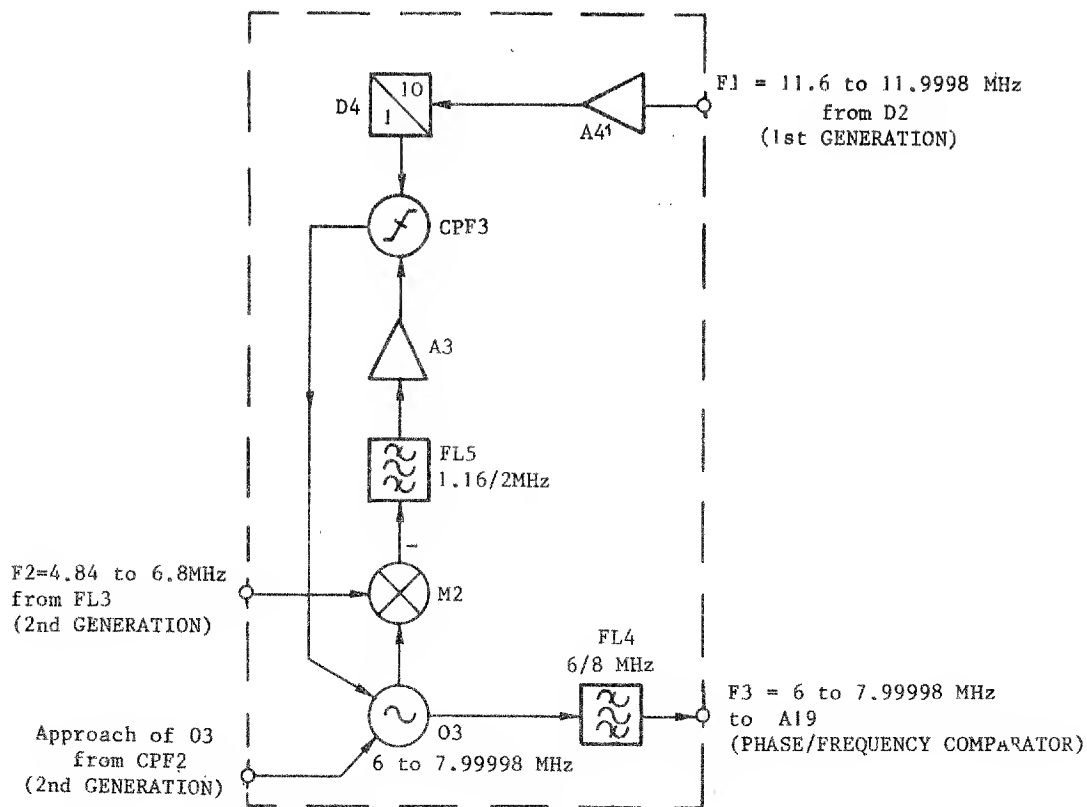 10
D4
1
A4
F1 = 11.6 to 11.9998 MHz
from D2
(1st GENERATION)
CPF3
A3
FL5
1.16/2MHz
F2=4.84 to 6.8MHz
from FL3
(2nd GENERATION)
−
M2
FL4
6/8 MHz
F3 = 6 to 7.99998 MHz
to A19
(PHASE/FREQUENCY COMPARATOR)
O3
6 to 7.99998 MHz
Approach of O3
from CPF2
(2nd GENERATION)